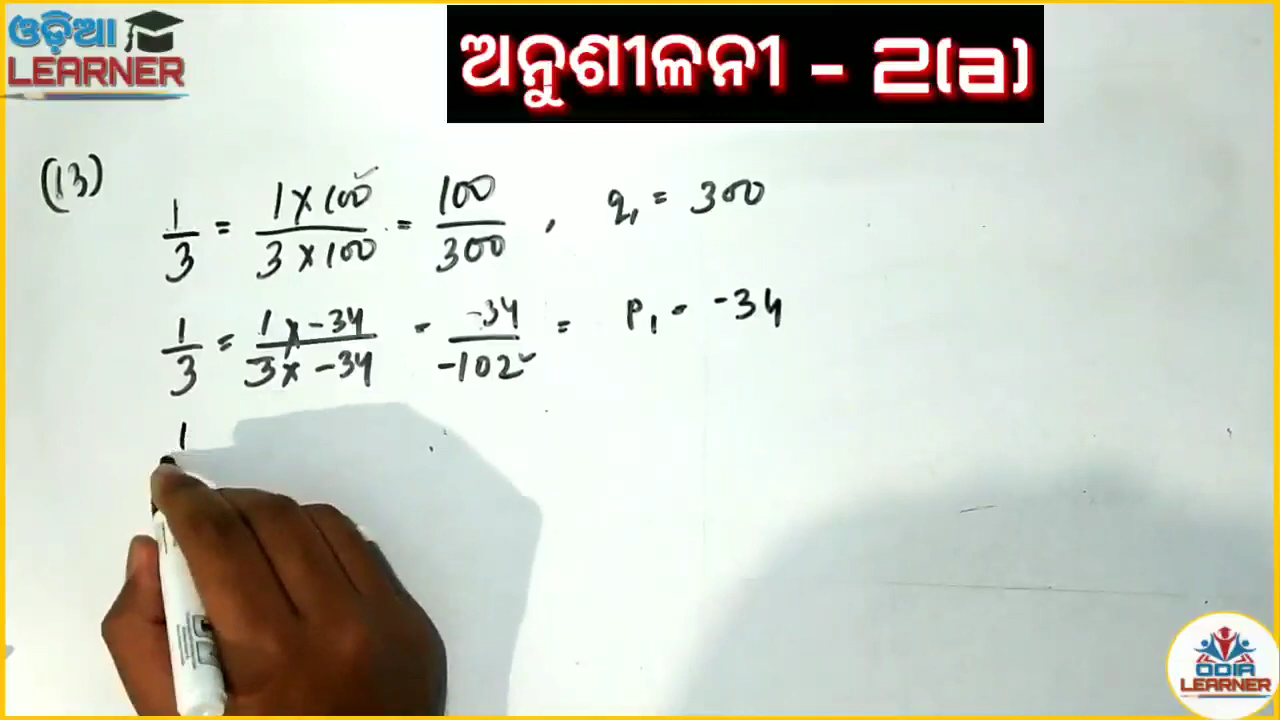 ଓଡ଼ିଆ
LEARNER
ଅନୁଶୀଳନୀ - 2(a)
(13)
1/3 = 1×100/3×100 = 100/300 , q₁ = 300
1/3 = 1×-34/3×-34 - -34/-102 = P₁ - -34
1
ODIA
LEARNER